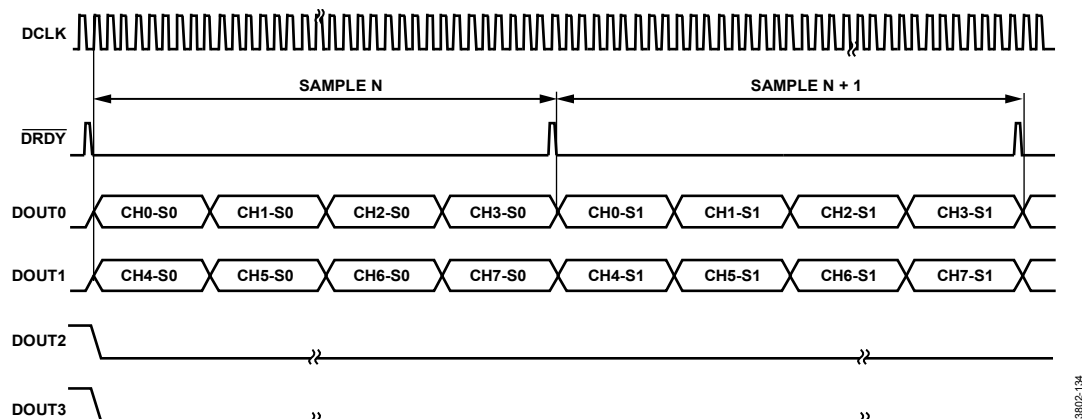 DCLK
SAMPLE N SAMPLE N + 1
DRDY
DOUT0 CH0-S0 CH1-S0 CH2-S0 CH3-S0 CH0-S1 CH1-S1 CH2-S1 CH3-S1
DOUT1 CH4-S0 CH5-S0 CH6-S0 CH7-S0 CH4-S1 CH5-S1 CH6-S1 CH7-S1
DOUT2
DOUT3
3802-134